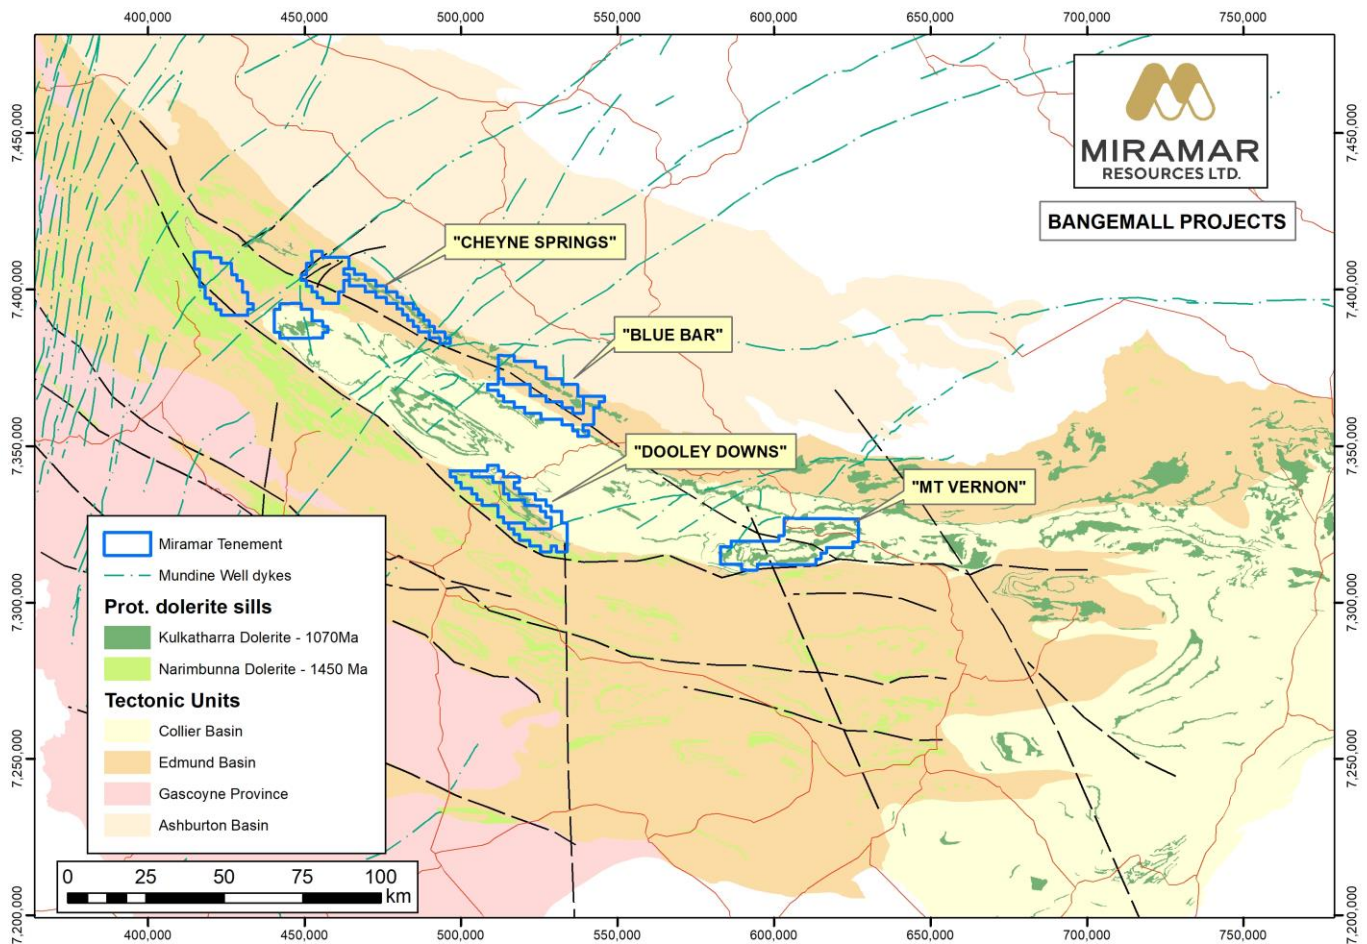 400,000 450,000 500,000 550,000 600,000 650,000 700,000 750,000
7,450,000
7,450,000
MIRAMAR
RESOURCES LTD.
BANGEMALL PROJECTS
"CHEYNE SPRINGS"
7,400,000
7,400,000
"BLUE BAR"
7,350,000
7,350,000
"DOOLEY DOWNS"
"MT VERNON"
Miramar Tenement
Mundine Well dykes
Prot. dolerite sills
Kulkatharra Dolerite - 1070Ma
Narimbunna Dolerite - 1450 Ma
Tectonic Units
Collier Basin
Edmund Basin
Gascoyne Province
Ashburton Basin
7,300,000
7,300,000
7,250,000
7,250,000
0 25 50 75 100
km
7,200,000
7,200,000
400,000 450,000 500,000 550,000 600,000 650,000 700,000 750,000